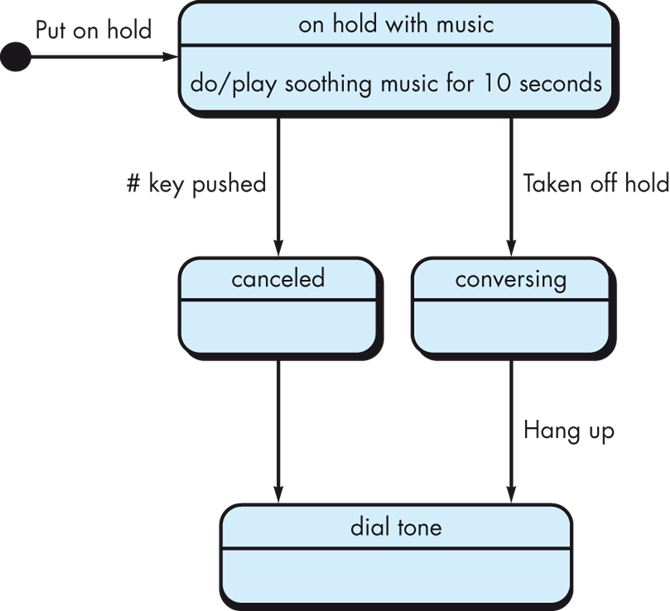 Put on hold
on hold with music
do/play soothing music for 10 seconds
# key pushed
Taken off hold
canceled
conversing
Hang up
dial tone